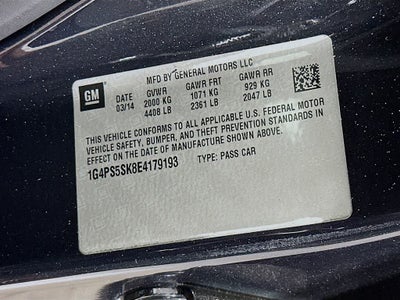 GM
MFD BY GENERAL MOTORS LLC
DATE GVWR GAWR FRT GAWR RR
03/14 2000 KG 1071 KG 929 KG
4408 LB 2361 LB 2047 LB
THIS VEHICLE CONFORMS TO ALL APPLICABLE U.S. FEDERAL MOTOR
VEHICLE SAFETY, BUMPER, AND THEFT PREVENTION STANDARDS
IN EFFECT ON THE DATE OF MANUFACTURE SHOWN ABOVE.
1G4PS5SK8E4179193 TYPE: PASS CAR